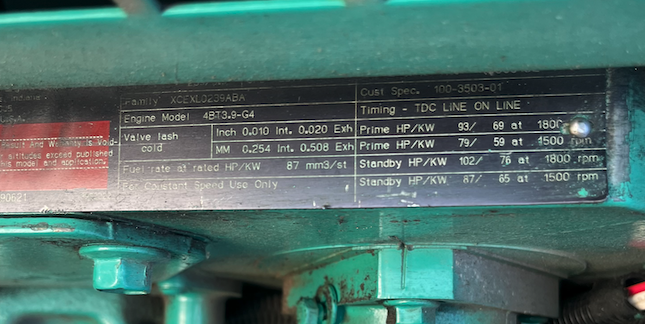 Family XCEXL0239ABA
Cust Spec. 100-3503-01
Engine Model 4BT3.9-G4
Timing - TDC LINE ON LINE
Valve lash cold
Inch 0.010 Int. 0.020 Exh
MM 0.254 Int. 0.508 Exh
Prime HP/KW 93/ 69 at 1800
Prime HP/KW 79/ 59 at 1500 rpm
Fuel rate at rated HP/KW 87 mm3/st
Standby HP/KW 102/ 76 at 1800 rpm
For Constant Speed Use Only
Standby HP/KW 87/ 65 at 1500 rpm
Result And Warranty Is Void
altitudes exceed published
this model and application
90621